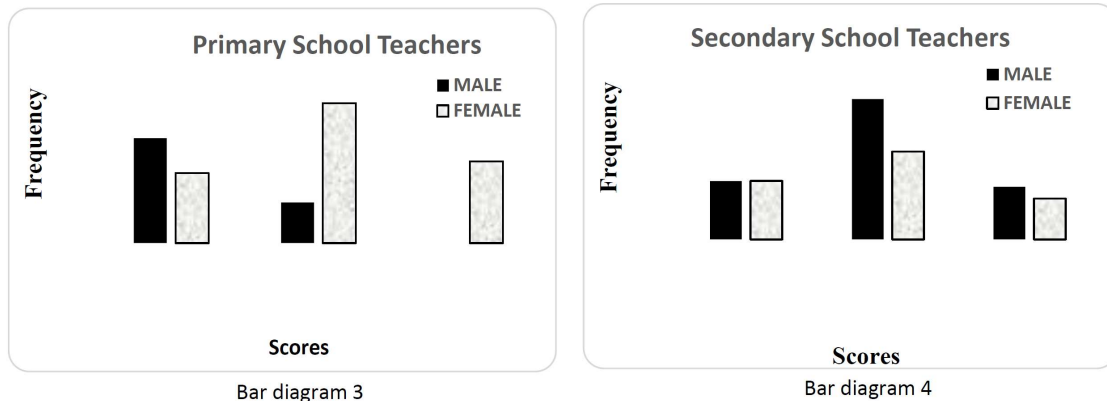 Primary School Teachers
MALE
FEMALE
Frequency
Scores
Bar diagram 3
Secondary School Teachers
MALE
FEMALE
Frequency
Scores
Bar diagram 4